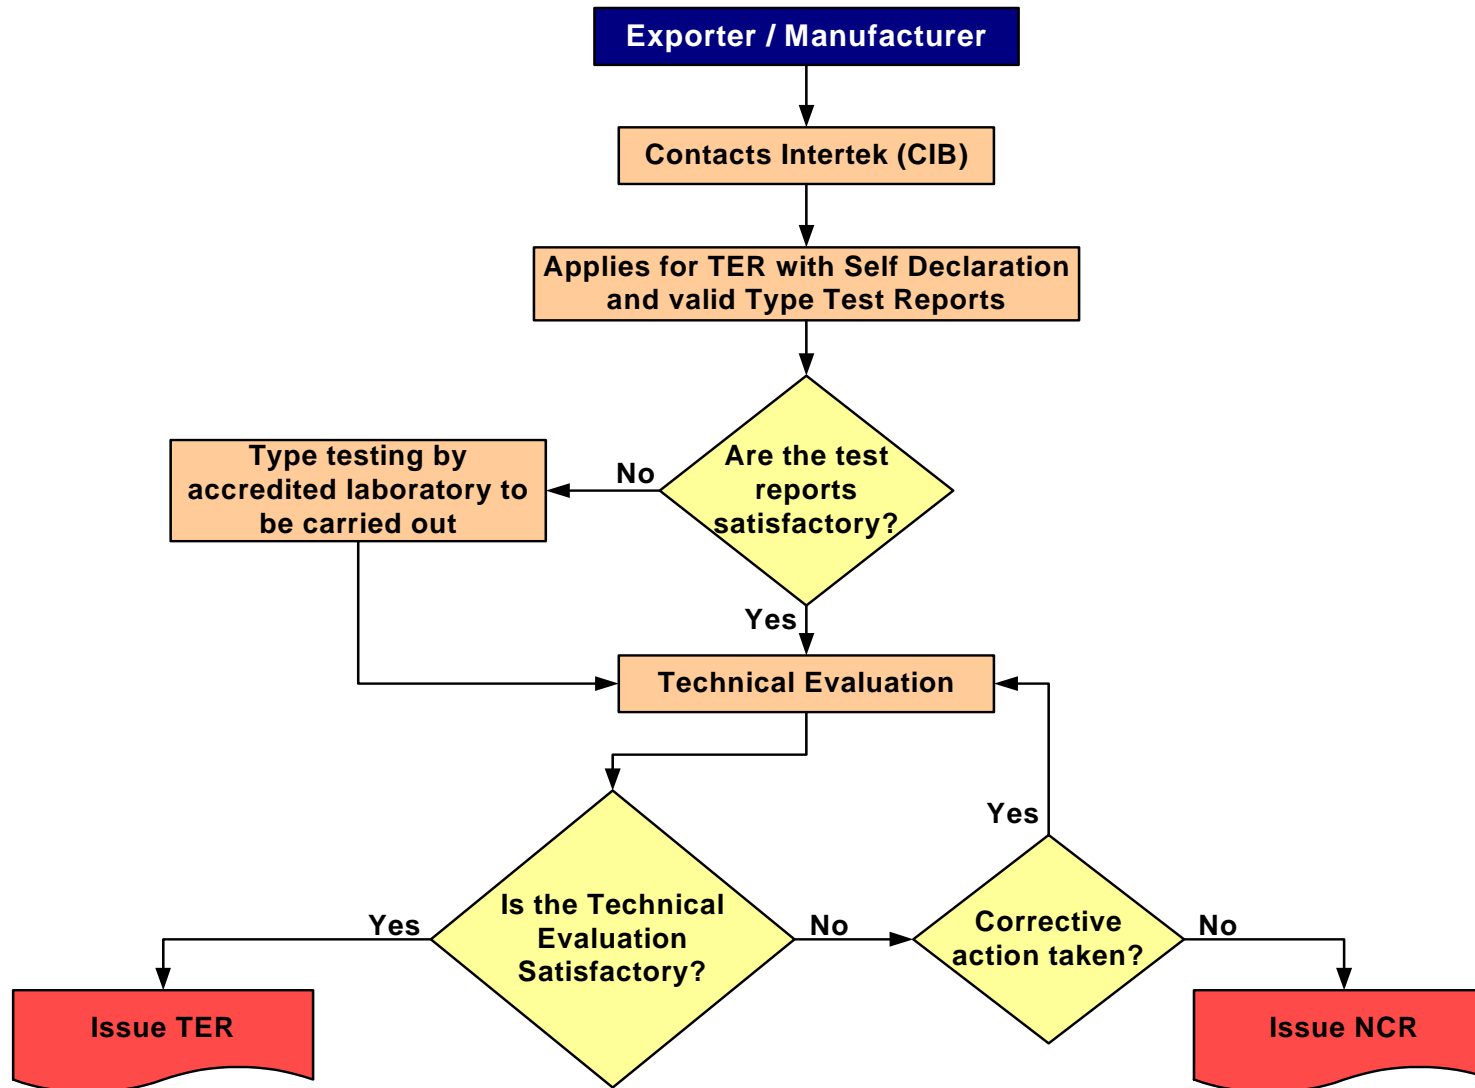 Exporter / Manufacturer
Contacts Intertek (CIB)
Applies for TER with Self Declaration
and valid Type Test Reports
Are the test
reports
satisfactory?
No
Type testing by
accredited laboratory to
be carried out
Yes
Technical Evaluation
Is the Technical
Evaluation
Satisfactory?
Yes
Issue TER
No
Corrective
action taken?
Yes
No
Issue NCR